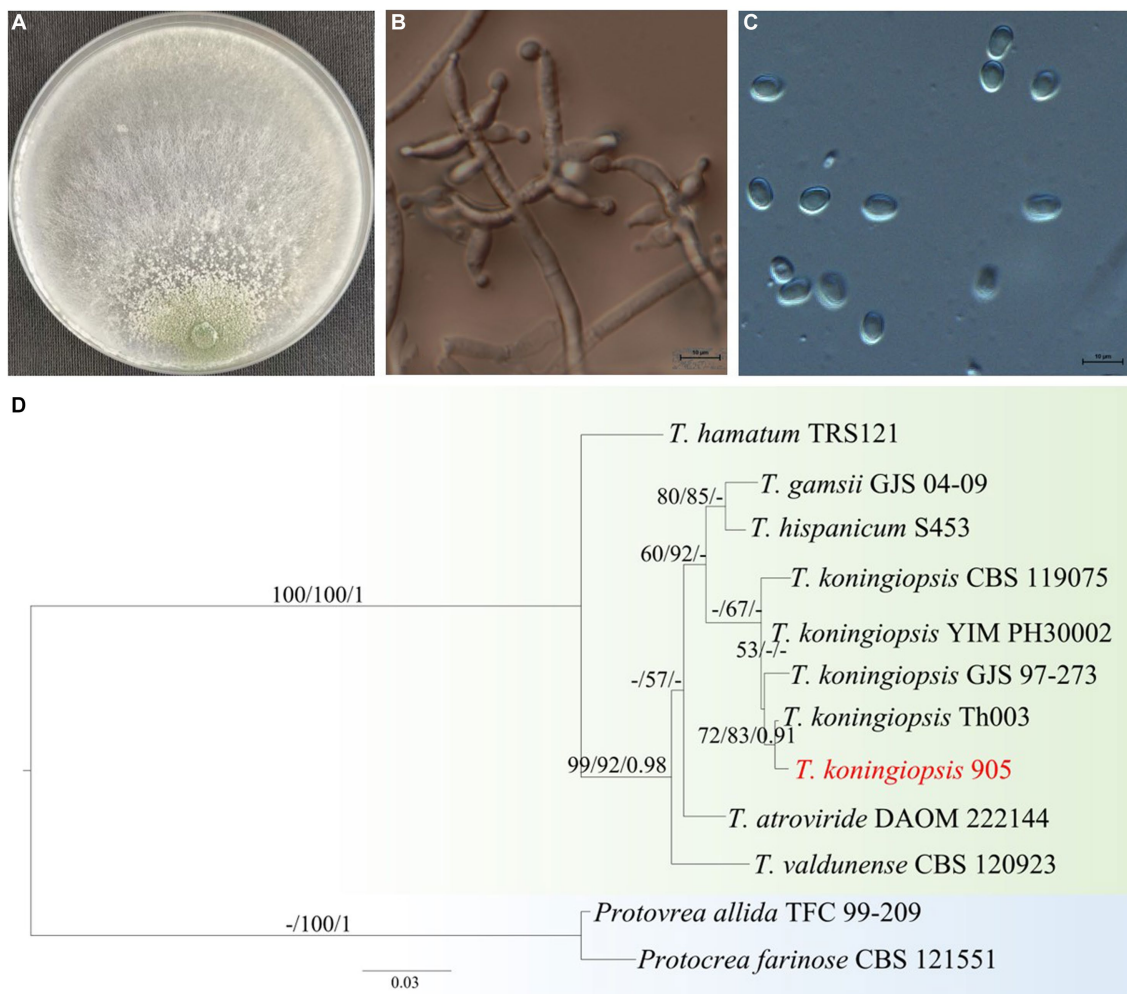 A
B
C
10 µm
10 µm
D
T. hamatum TRS121
80/85/-
T. gamsii GJS 04-09
T. hispanicum S453
60/92/-
T. koningiopsis CBS 119075
-/67/-
T. koningiopsis YIM PH30002
53/-/-
T. koningiopsis GJS 97-273
100/100/1
-/57/-
T. koningiopsis Th003
72/83/0.91
99/92/0.98
T. koningiopsis 905
T. atroviride DAOM 222144
T. valdunense CBS 120923
Protovrea allida TFC 99-209
-/100/1
Protocrea farinose CBS 121551
0.03